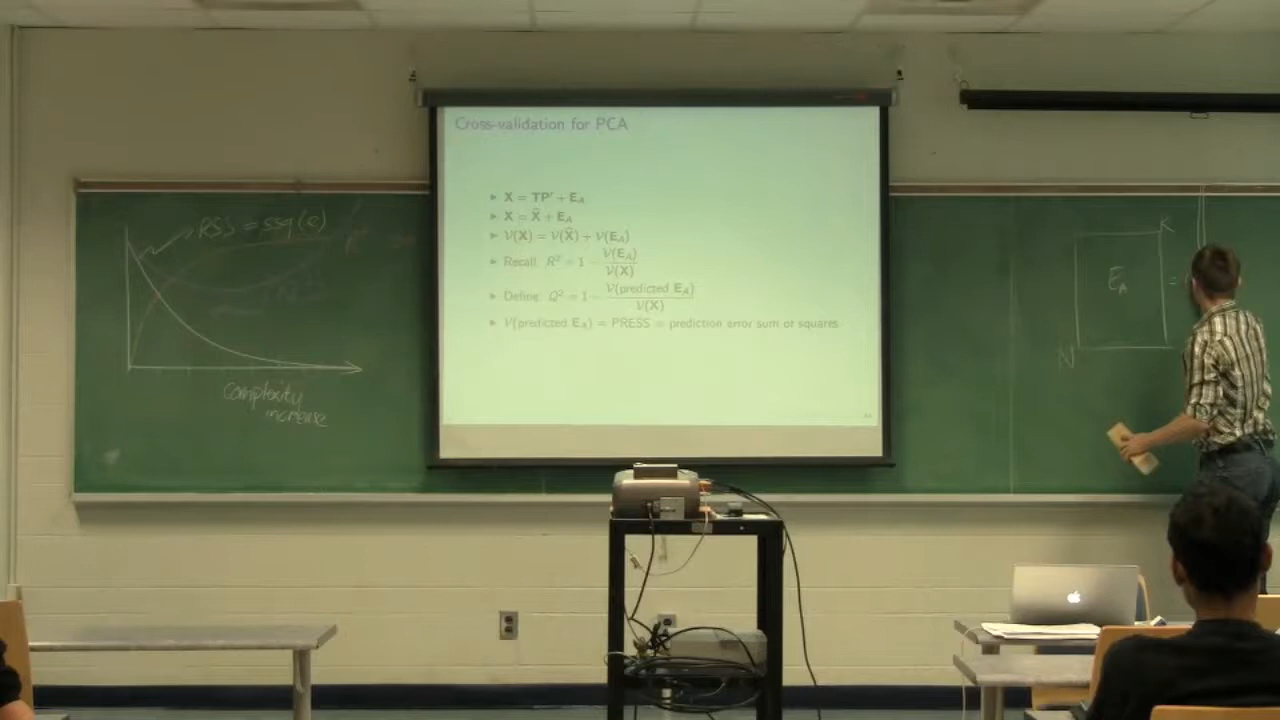 RSS = ssq(e)
Complexity
increase
Cross-validation for PCA
► X = TP′ + E_A
► X = X̂ + E_A
► 𝒱(X) = 𝒱(X̂) + 𝒱(E_A)
► Recall: R² = 1 − 𝒱(E_A) / 𝒱(X)
► Define: Q² = 1 − 𝒱(predicted E_A) / 𝒱(X)
► 𝒱(predicted E_A) = PRESS = prediction error sum of squares
K
E_A =
N